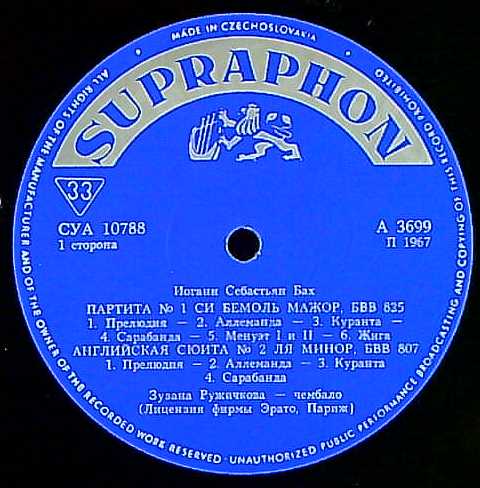 MADE IN CZECHOSLOVAKIA
ALL RIGHTS OF THE MANUFACTURER AND OF THE OWNER OF THE RECORDED WORK RESERVED · UNAUTHORIZED PUBLIC PERFORMANCE BROADCASTING AND COPYING OF THIS RECORD PROHIBITED
SUPRAPHON
33
СУА 10788
1 сторона
А 3699
П 1967
Иоганн Себастьян Бах
ПАРТИТА № 1 СИ БЕМОЛЬ МАЖОР, БВВ 825
1. Прелюдия — 2. Аллеманда — 3. Куранта —
4. Сарабанда — 5. Менуэт I и II — 6. Жига
АНГЛИЙСКАЯ СЮИТА № 2 ЛЯ МИНОР, БВВ 807
1. Прелюдия — 2. Аллеманда — 3. Куранта
4. Сарабанда
Зузана Ружичкова — чембало
(Лицензия фирмы Эрато, Париж)